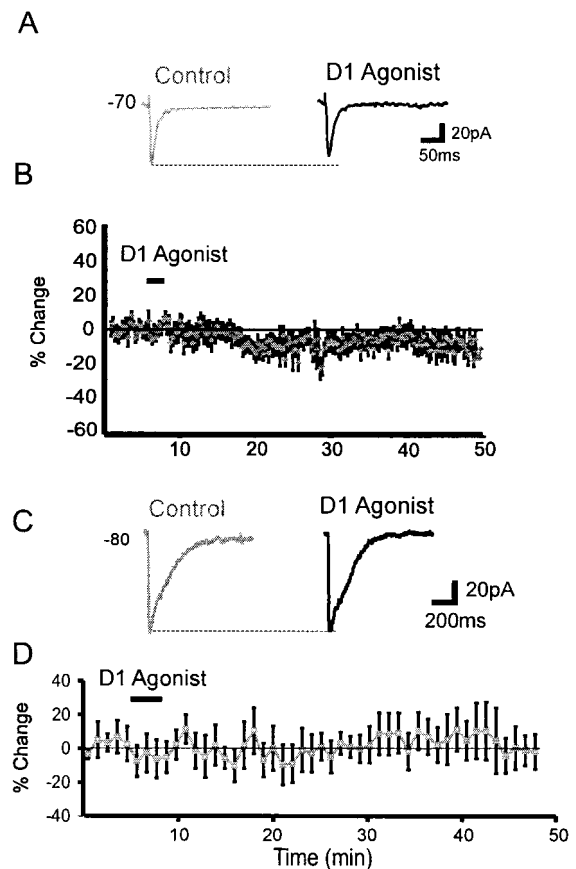 A
Control
D1 Agonist
-70
20pA
50ms
B
60
D1 Agonist
40
20
0
-20
-40
-60
% Change
10 20 30 40 50
C
Control
D1 Agonist
-80
20pA
200ms
D
40
D1 Agonist
20
0
-20
-40
% Change
10 20 30 40 50
Time (min)